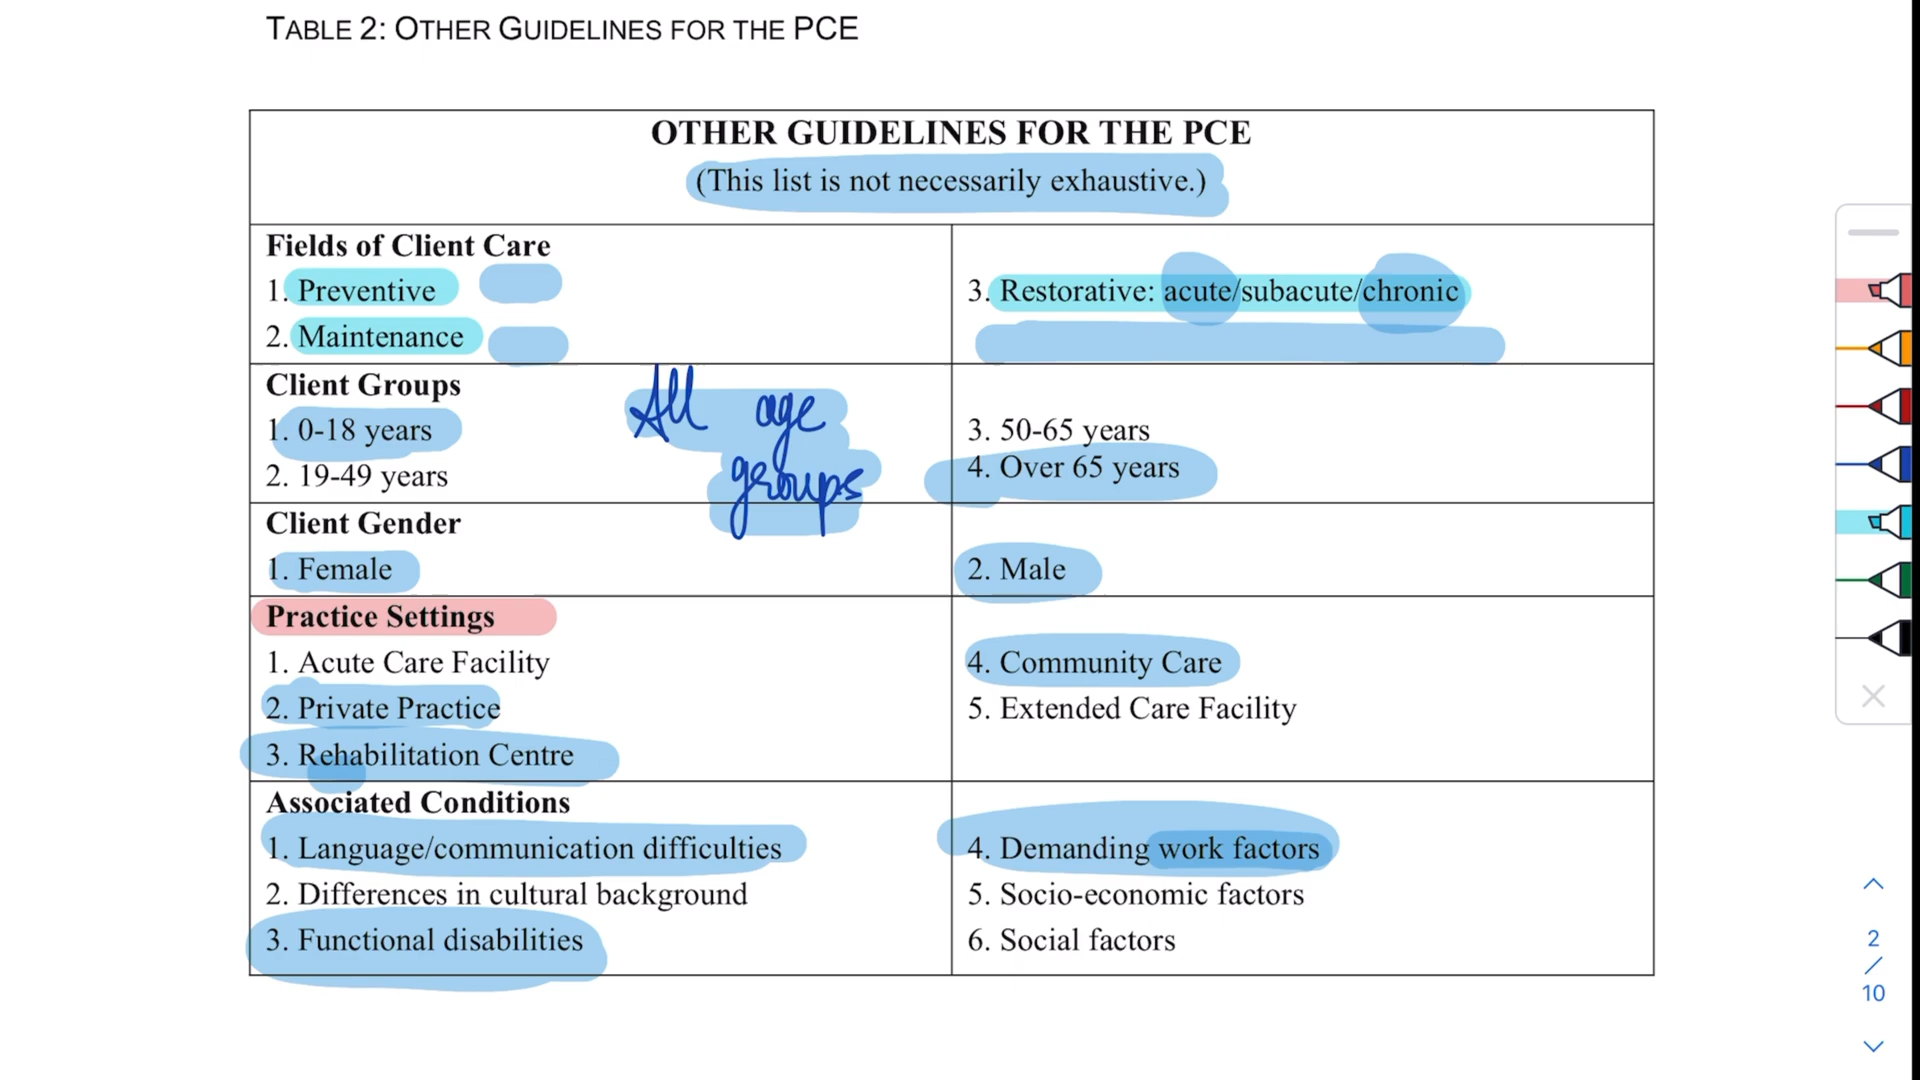 TABLE 2: OTHER GUIDELINES FOR THE PCE
OTHER GUIDELINES FOR THE PCE
(This list is not necessarily exhaustive.)
Fields of Client Care
1. Preventive
2. Maintenance
3. Restorative: acute/subacute/chronic
Client Groups
1. 0-18 years
2. 19-49 years
All age
groups
3. 50-65 years
4. Over 65 years
Client Gender
1. Female
2. Male
Practice Settings
1. Acute Care Facility
2. Private Practice
3. Rehabilitation Centre
4. Community Care
5. Extended Care Facility
Associated Conditions
1. Language/communication difficulties
2. Differences in cultural background
3. Functional disabilities
4. Demanding work factors
5. Socio-economic factors
6. Social factors
2
/
10